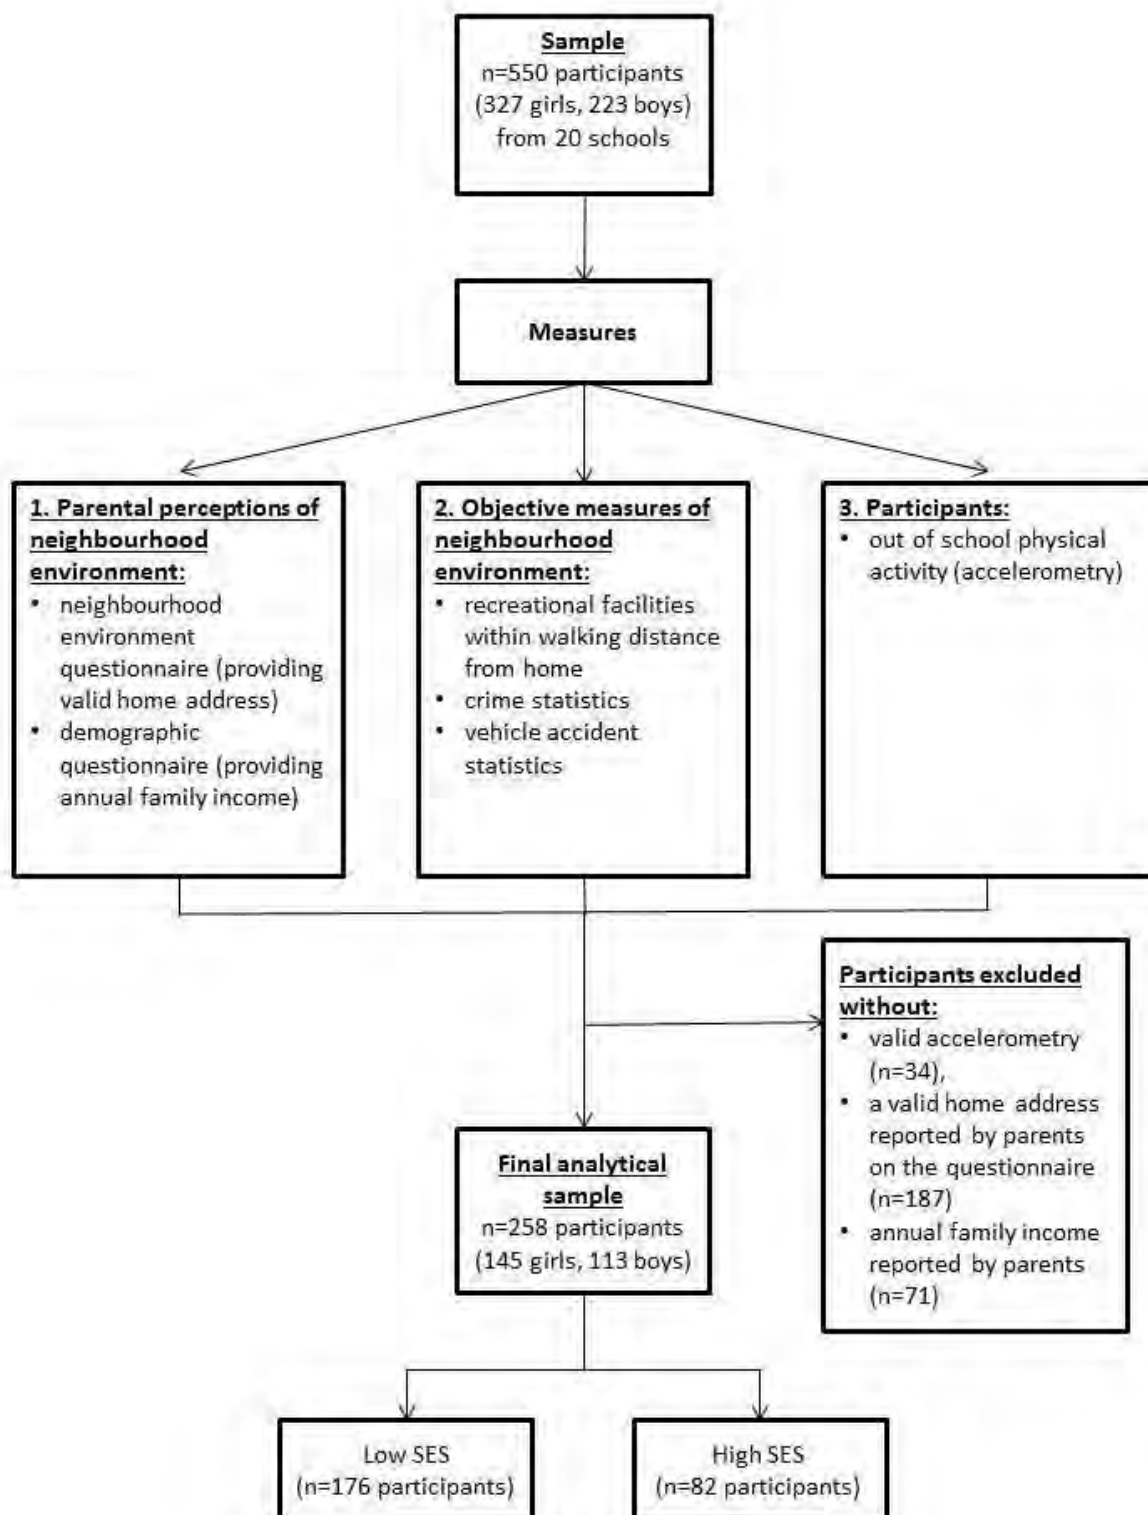 Sample
n=550 participants
(327 girls, 223 boys)
from 20 schools
Measures
1. Parental perceptions of
neighbourhood
environment:
• neighbourhood
environment
questionnaire (providing
valid home address)
• demographic
questionnaire (providing
annual family income)
2. Objective measures of
neighbourhood
environment:
• recreational facilities
within walking distance
from home
• crime statistics
• vehicle accident
statistics
3. Participants:
• out of school physical
activity (accelerometry)
Participants excluded
without:
• valid accelerometry
(n=34),
• a valid home address
reported by parents
on the questionnaire
(n=187)
• annual family income
reported by parents
(n=71)
Final analytical
sample
n=258 participants
(145 girls, 113 boys)
Low SES
(n=176 participants)
High SES
(n=82 participants)